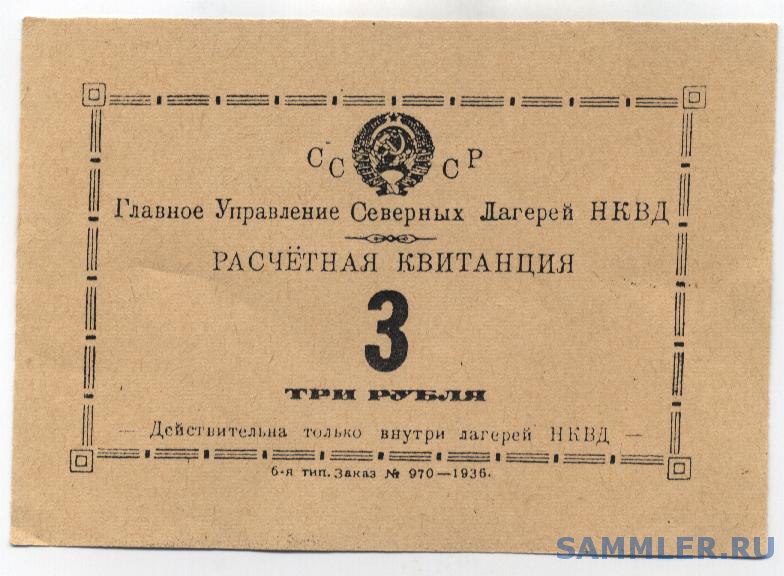 СССР
Главное Управление Северных Лагерей НКВД
РАСЧЁТНАЯ КВИТАНЦИЯ
3
ТРИ РУБЛЯ
— Действительна только внутри лагерей НКВД —
6-я тип. Заказ № 970—1936.
SAMMLER.RU